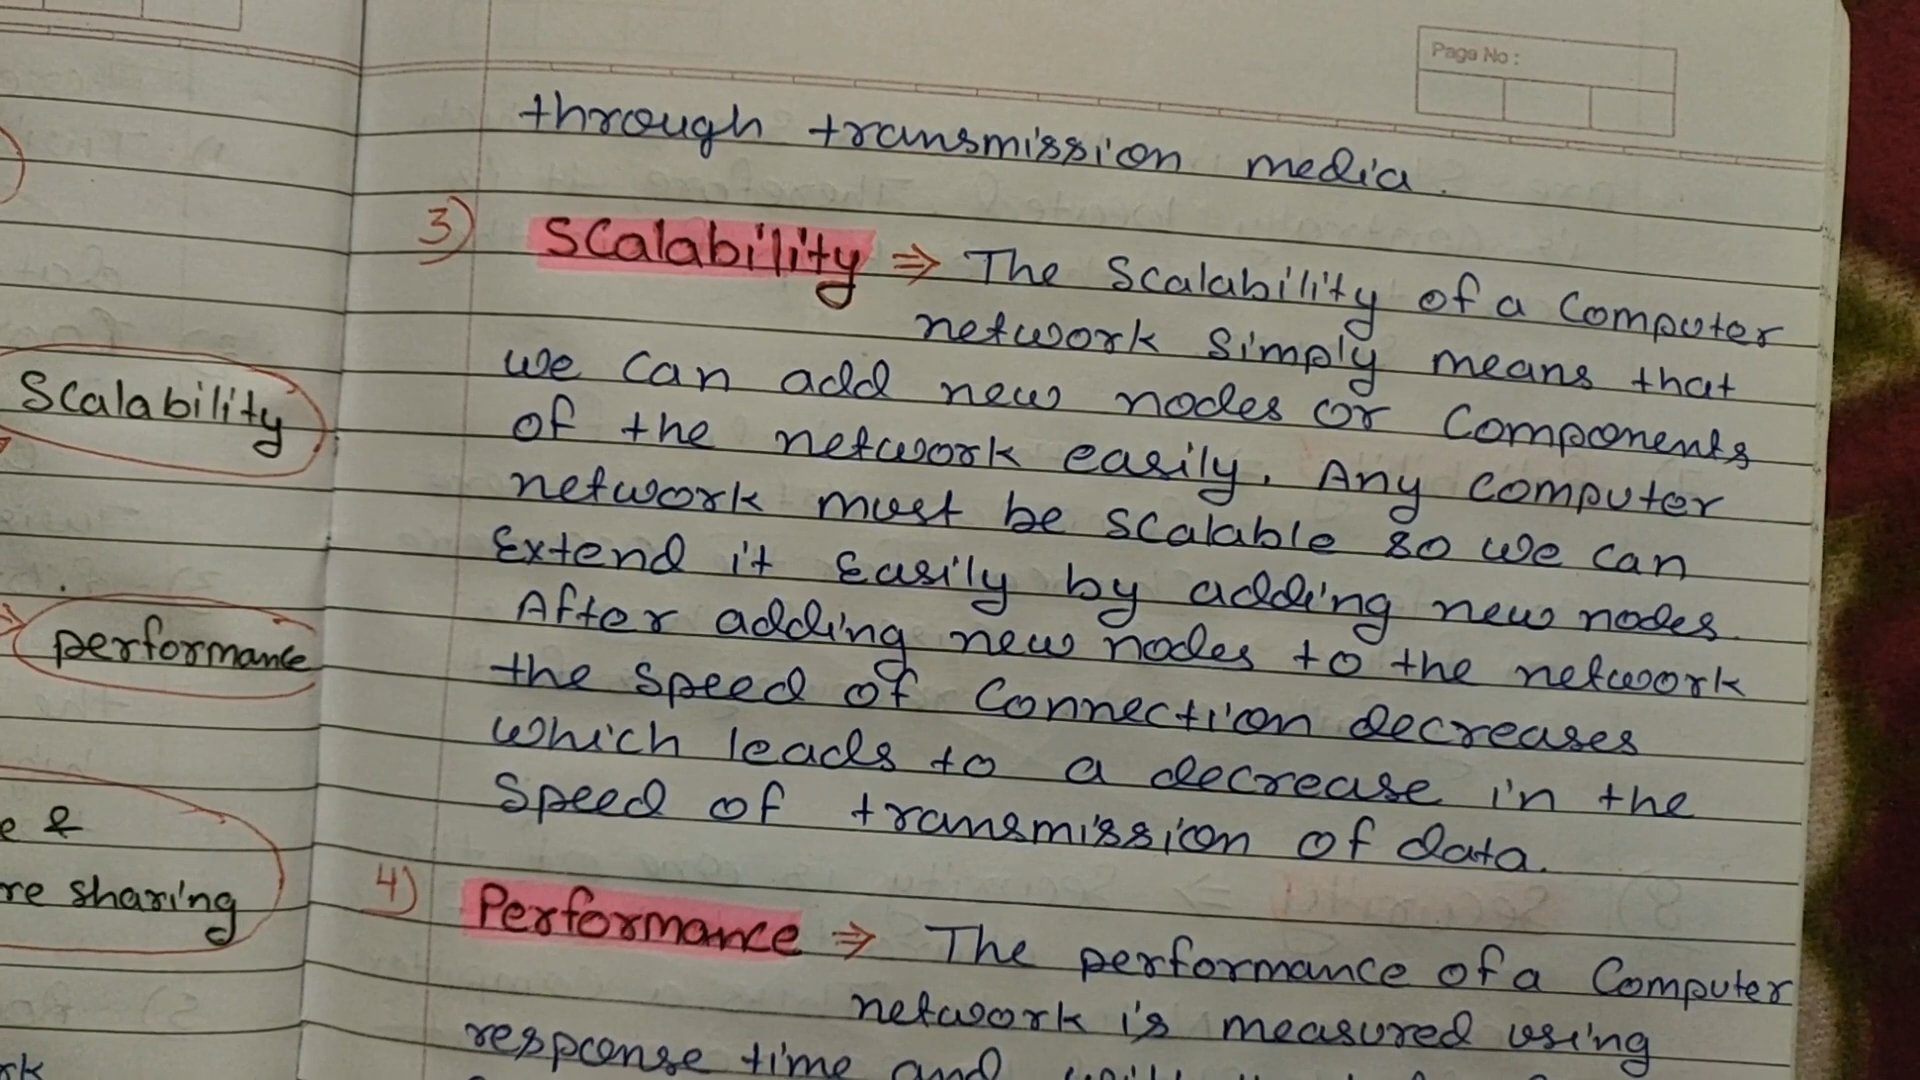 Page No :
through transmission media.
3) Scalability ⇒ The Scalability of a Computer
network simply means that
we can add new nodes or Components
of the network easily. Any computer
network must be scalable so we can
Extend it Easily by adding new nodes.
After adding new nodes to the network
the speed of Connection decreases
which leads to a decrease in the
Speed of transmission of data.
4) Performance ⇒ The performance of a Computer
network is measured using
response time and
Scalability
performance
e &
re sharing
rk